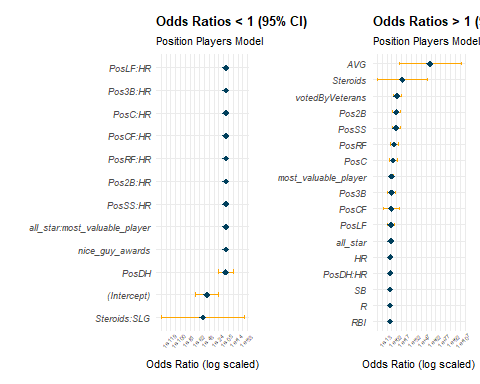 Odds Ratios < 1 (95% CI)
Position Players Model
PosLF:HR
Pos3B:HR
PosC:HR
PosCF:HR
PosRF:HR
Pos2B:HR
PosSS:HR
all_star:most_valuable_player
nice_guy_awards
PosDH
(Intercept)
Steroids:SLG
Odds Ratio (log scaled)
Odds Ratios > 1 (
Position Players Model
AVG
Steroids
votedByVeterans
Pos2B
PosSS
PosRF
PosC
most_valuable_player
Pos3B
PosCF
PosLF
all_star
HR
PosDH:HR
SB
R
RBI
Odds Ratio (log scaled)